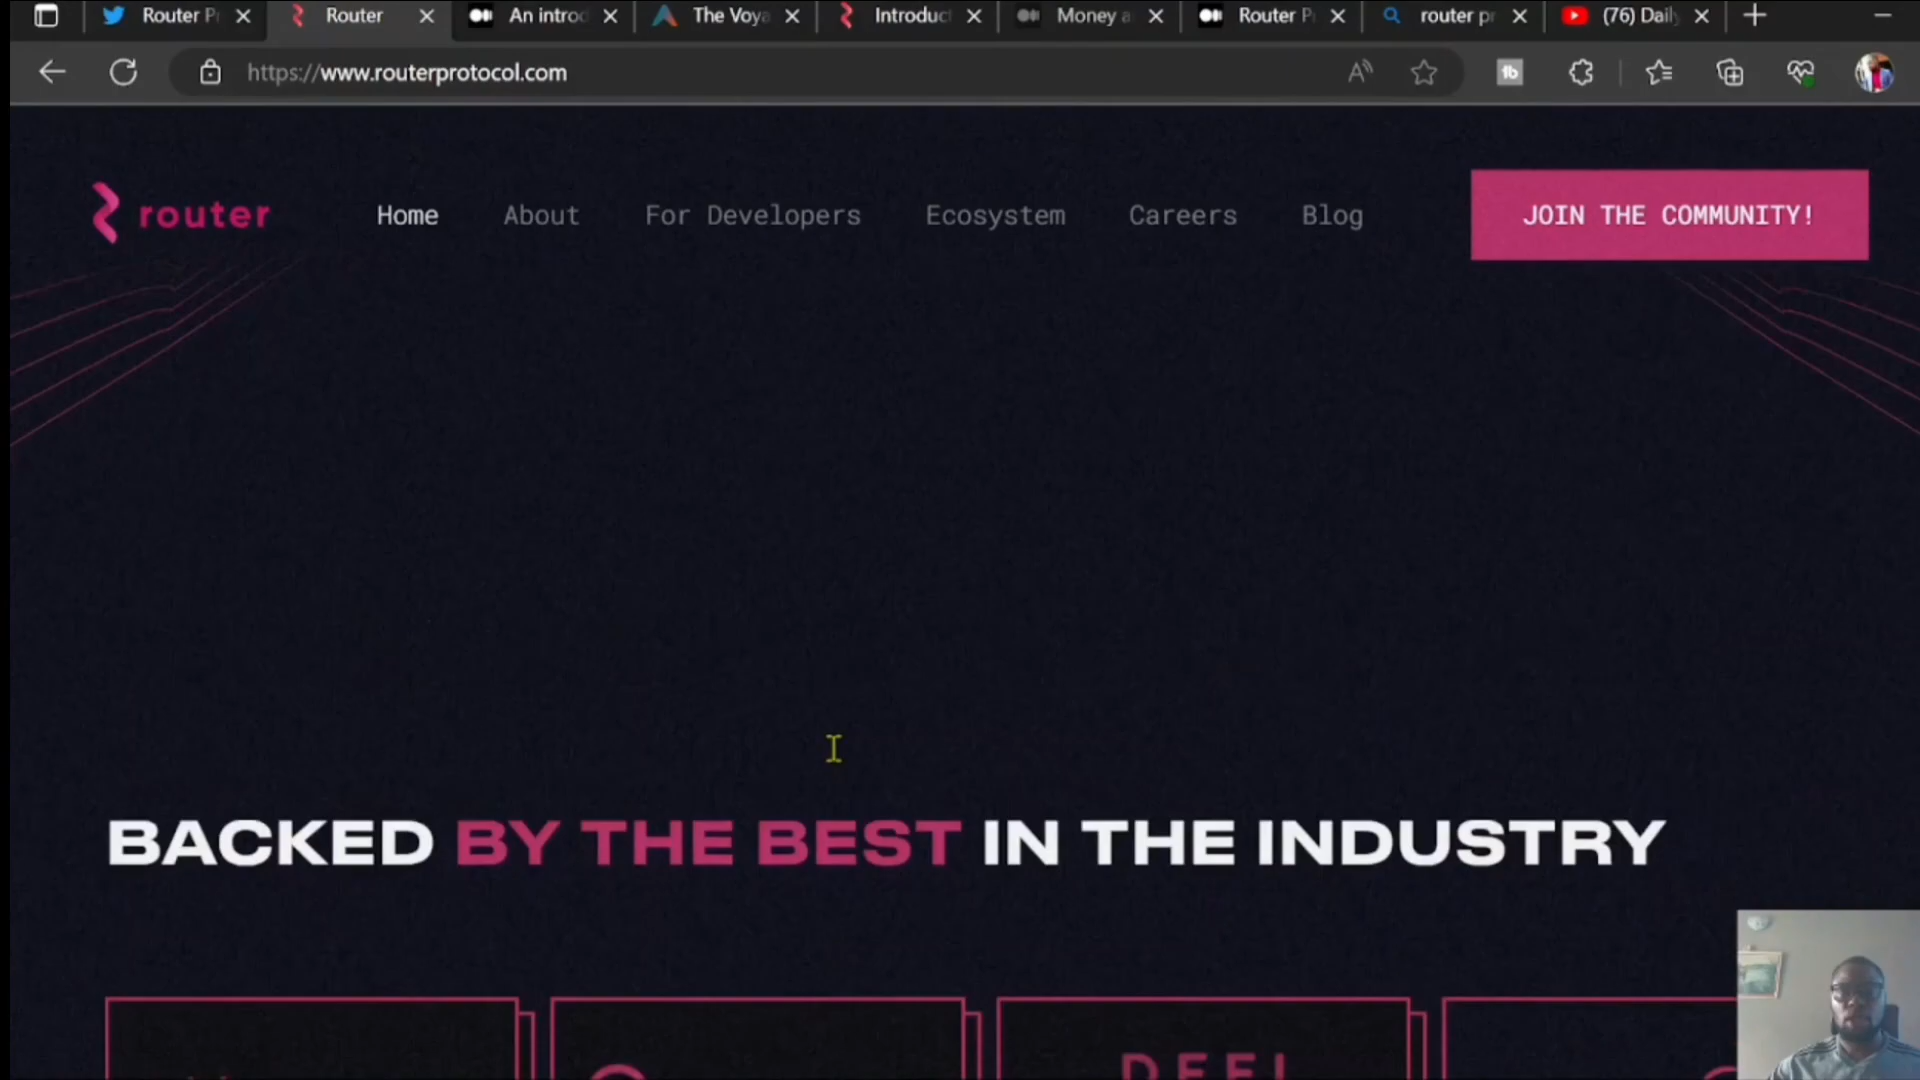 Router P
Router
An intro
The Voya
Introduct
Money a
Router P
router pr
(76) Daily
https://www.routerprotocol.com
router
Home
About
For Developers
Ecosystem
Careers
Blog
JOIN THE COMMUNITY!
BACKED BY THE BEST IN THE INDUSTRY